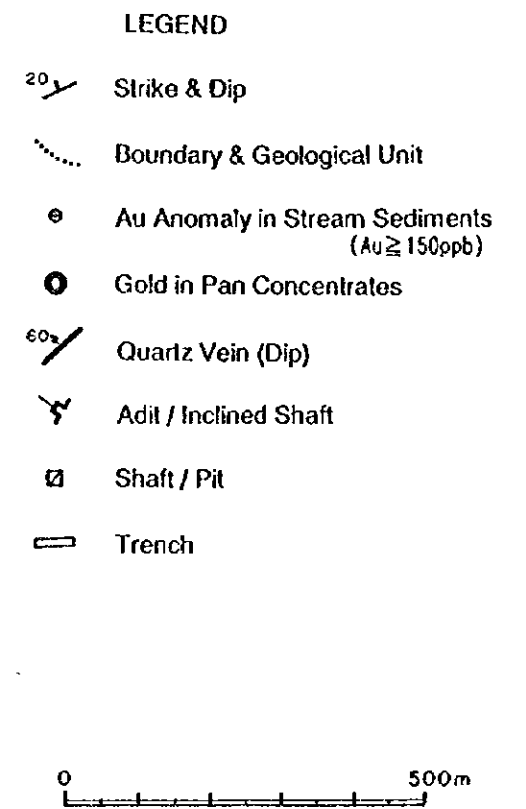 LEGEND
20 Strike & Dip
Boundary & Geological Unit
Au Anomaly in Stream Sediments
(Au≧150ppb)
Gold in Pan Concentrates
60 Quartz Vein (Dip)
Adit / Inclined Shaft
Shaft / Pit
Trench
0 500m